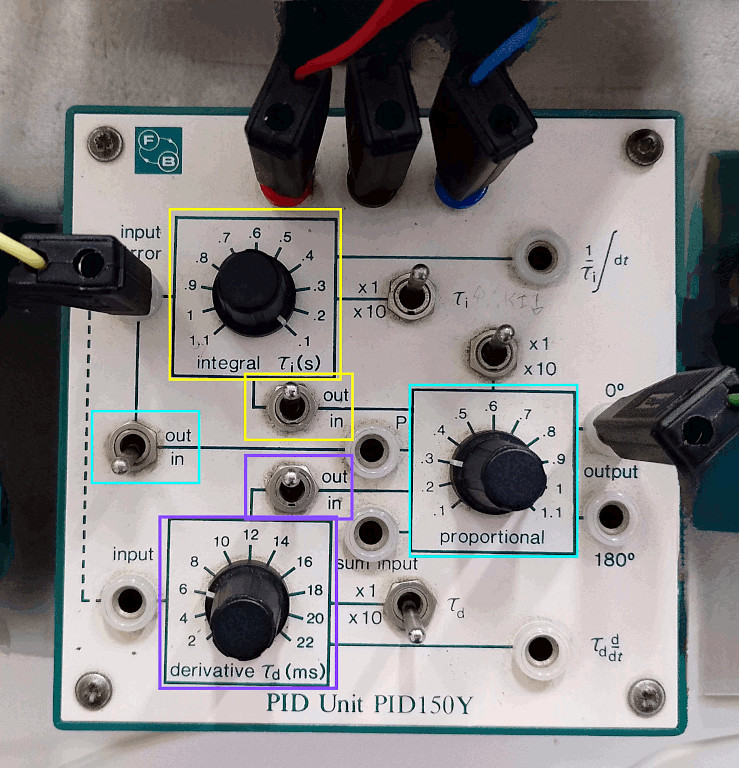 F
B
input
rror
.1
.2
.3
.4
.5
.6
.7
.8
.9
1
1.1
integral τi(s)
x1
x10
τi
1/τi ∫dt
x1
x10
out
in
out
in
P
out
in
.1
.2
.3
.4
.5
.6
.7
.8
.9
1
1.1
proportional
0°
output
180°
sum input
input
2
4
6
8
10
12
14
16
18
20
22
derivative τd (ms)
x1
x10
τd
τd d/dt
PID Unit PID150Y